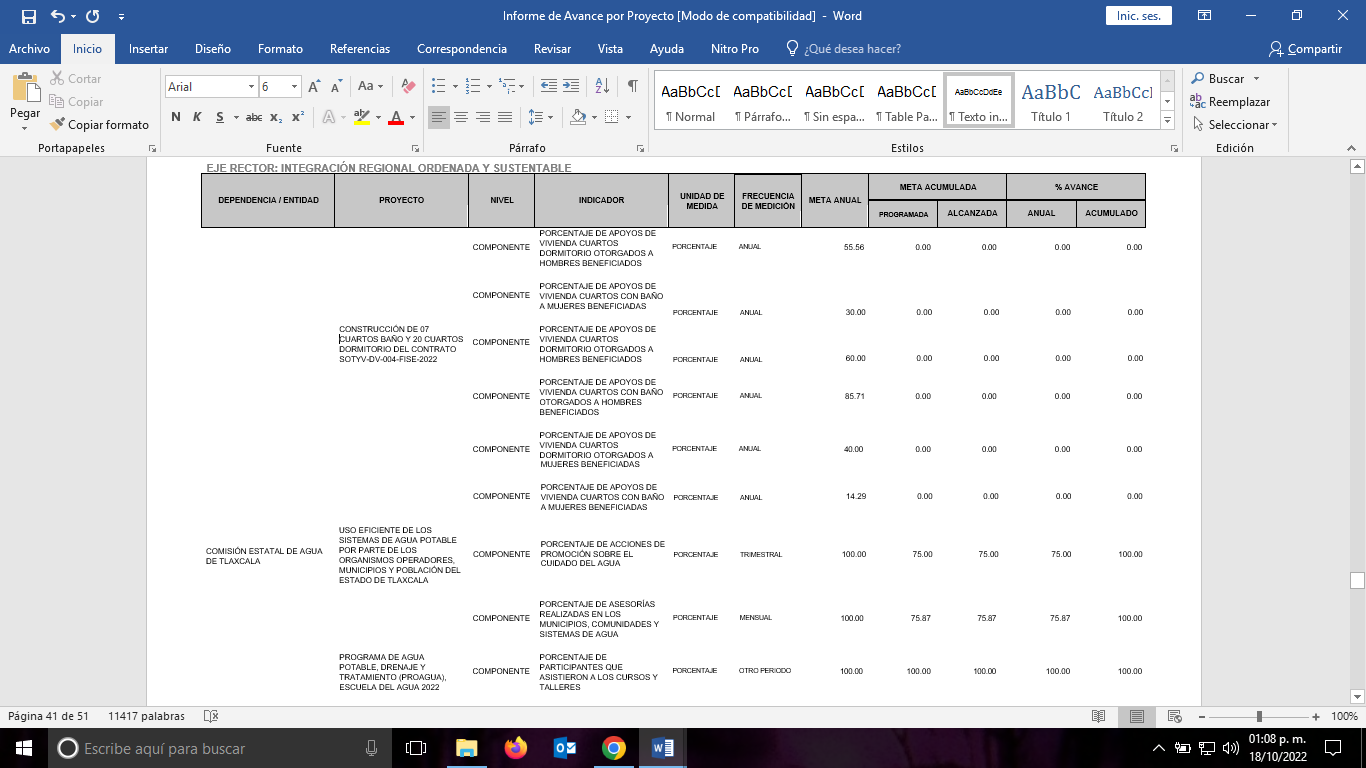 Informe de Avance por Proyecto [Modo de compatibilidad] - Word
Inic. ses.
Archivo Inicio Insertar Diseño Formato Referencias Correspondencia Revisar Vista Ayuda Nitro Pro ¿Qué desea hacer? Compartir
Pegar
Cortar
Copiar
Copiar formato
Portapapeles
Arial 6
N K S abc x₂ x²
Fuente
Párrafo
AaBbCcD AaBbCcD AaBbCcD AaBbCcD AaBbCcDdEe AaBbC AaBbCcI
¶ Normal ¶ Párrafo... ¶ Sin espa... ¶ Table Pa... ¶ Texto in... Título 1 Título 2
Estilos
Buscar
Reemplazar
Seleccionar
Edición
EJE RECTOR: INTEGRACIÓN REGIONAL ORDENADA Y SUSTENTABLE
DEPENDENCIA / ENTIDAD PROYECTO NIVEL INDICADOR UNIDAD DE MEDIDA FRECUENCIA DE MEDICIÓN META ANUAL META ACUMULADA % AVANCE
PROGRAMADA ALCANZADA ANUAL ACUMULADO
COMPONENTE
PORCENTAJE DE APOYOS DE
VIVIENDA CUARTOS
DORMITORIO OTORGADOS A
HOMBRES BENEFICIADOS
PORCENTAJE ANUAL 55.56 0.00 0.00 0.00 0.00
COMPONENTE
PORCENTAJE DE APOYOS DE
VIVIENDA CUARTOS CON BAÑO
A MUJERES BENEFICIADAS
PORCENTAJE ANUAL 30.00 0.00 0.00 0.00 0.00
CONSTRUCCIÓN DE 07
CUARTOS BAÑO Y 20 CUARTOS
DORMITORIO DEL CONTRATO
SOTYV-DV-004-FISE-2022
COMPONENTE
PORCENTAJE DE APOYOS DE
VIVIENDA CUARTOS
DORMITORIO OTORGADOS A
HOMBRES BENEFICIADOS
PORCENTAJE ANUAL 60.00 0.00 0.00 0.00 0.00
COMPONENTE
PORCENTAJE DE APOYOS DE
VIVIENDA CUARTOS CON BAÑO
OTORGADOS A HOMBRES
BENEFICIADOS
PORCENTAJE ANUAL 85.71 0.00 0.00 0.00 0.00
COMPONENTE
PORCENTAJE DE APOYOS DE
VIVIENDA CUARTOS
DORMITORIO OTORGADOS A
MUJERES BENEFICIADAS
PORCENTAJE ANUAL 40.00 0.00 0.00 0.00 0.00
COMPONENTE
PORCENTAJE DE APOYOS DE
VIVIENDA CUARTOS CON BAÑO
A MUJERES BENEFICIADAS
PORCENTAJE ANUAL 14.29 0.00 0.00 0.00 0.00
COMISIÓN ESTATAL DE AGUA
DE TLAXCALA
USO EFICIENTE DE LOS
SISTEMAS DE AGUA POTABLE
POR PARTE DE LOS
ORGANISMOS OPERADORES,
MUNICIPIOS Y POBLACIÓN DEL
ESTADO DE TLAXCALA
COMPONENTE
PORCENTAJE DE ACCIONES DE
PROMOCIÓN SOBRE EL
CUIDADO DEL AGUA
PORCENTAJE TRIMESTRAL 100.00 75.00 75.00 75.00 100.00
COMPONENTE
PORCENTAJE DE ASESORÍAS
REALIZADAS EN LOS
MUNICIPIOS, COMUNIDADES Y
SISTEMAS DE AGUA
PORCENTAJE MENSUAL 100.00 75.87 75.87 75.87 100.00
PROGRAMA DE AGUA
POTABLE, DRENAJE Y
TRATAMIENTO (PROAGUA),
ESCUELA DEL AGUA 2022
COMPONENTE
PORCENTAJE DE
PARTICIPANTES QUE
ASISTIERON A LOS CURSOS Y
TALLERES
PORCENTAJE OTRO PERIODO 100.00 100.00 100.00 100.00 100.00
Página 41 de 51 11417 palabras 100%
Escribe aquí para buscar
01:08 p. m.
18/10/2022